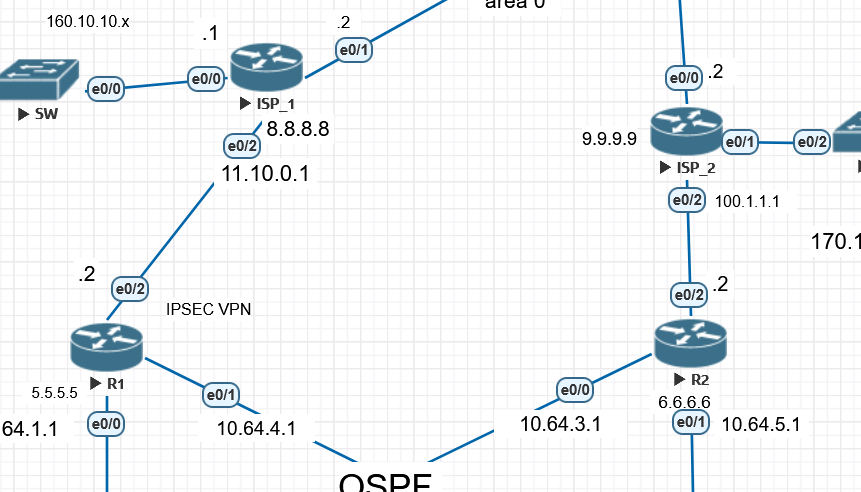 area 0
160.10.10.x
.1
.2
e0/1
e0/0
e0/0
SW
ISP_1
e0/0
.2
8.8.8.8
e0/2
11.10.0.1
9.9.9.9
e0/1
e0/2
ISP_2
e0/2
100.1.1.1
170.1
.2
e0/2
IPSEC VPN
e0/2
.2
R1
5.5.5.5
e0/1
R2
e0/0
6.6.6.6
64.1.1
e0/0
10.64.4.1
10.64.3.1
e0/1
10.64.5.1
OSPF